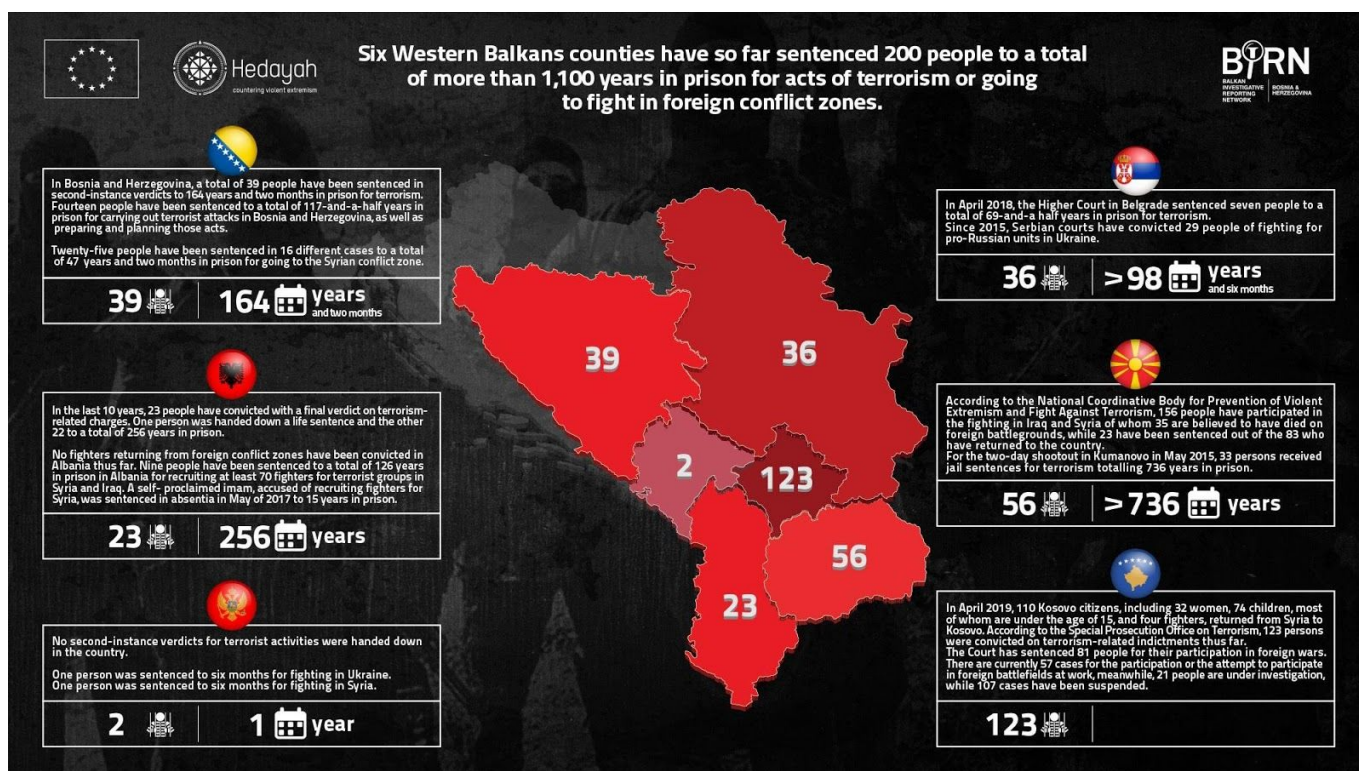 Hedayah
countering violent extremism
Six Western Balkans counties have so far sentenced 200 people to a total
of more than 1,100 years in prison for acts of terrorism or going
to fight in foreign conflict zones.
BIRN
BALKAN
INVESTIGATIVE
REPORTING
NETWORK
BOSNIA &
HERZEGOVINA
In Bosnia and Herzegovina, a total of 39 people have been sentenced in
second-instance verdicts to 164 years and two months in prison for terrorism.
Fourteen people have been sentenced to a total of 117-and-a-half years in
prison for carrying out terrorist attacks in Bosnia and Herzegovina, as well as
preparing and planning those acts.
Twenty-five people have been sentenced in 16 different cases to a total
of 47 years and two months in prison for going to the Syrian conflict zone.
39
164 years
and two months
In the last 10 years, 23 people have convicted with a final verdict on terrorism-
related charges. One person was handed down a life sentence and the other
22 to a total of 256 years in prison.
No fighters returning from foreign conflict zones have been convicted in
Albania thus far. Nine people have been sentenced to a total of 126 years
in prison in Albania for recruiting at least 70 fighters for terrorist groups in
Syria and Iraq. A self- proclaimed imam, accused of recruiting fighters for
Syria, was sentenced in absentia in May of 2017 to 15 years in prison.
23
256 years
No second-instance verdicts for terrorist activities were handed down
in the country.
One person was sentenced to six months for fighting in Ukraine.
One person was sentenced to six months for fighting in Syria.
2
1 year
39
36
2
123
56
23
In April 2018, the Higher Court in Belgrade sentenced seven people to a
total of 69-and-a half years in prison for terrorism.
Since 2015, Serbian courts have convicted 29 people of fighting for
pro-Russian units in Ukraine.
36
>98 years
and six months
According to the National Coordinative Body for Prevention of Violent
Extremism and Fight Against Terrorism, 156 people have participated in
the fighting in Iraq and Syria of whom 35 are believed to have died on
foreign battlegrounds, while 23 have been sentenced out of the 83 who
have returned to the country.
For the two-day shootout in Kumanovo in May 2015, 33 persons received
jail sentences for terrorism totalling 736 years in prison.
56
>736 years
In April 2019, 110 Kosovo citizens, including 32 women, 74 children, most
of whom are under the age of 15, and four fighters, returned from Syria to
Kosovo. According to the Special Prosecution Office on Terrorism, 123 persons
were convicted on terrorism-related indictments thus far.
The Court has sentenced 81 people for their participation in foreign wars.
There are currently 57 cases for the participation or the attempt to participate
in foreign battlefields at work, meanwhile, 21 people are under investigation,
while 107 cases have been suspended.
123